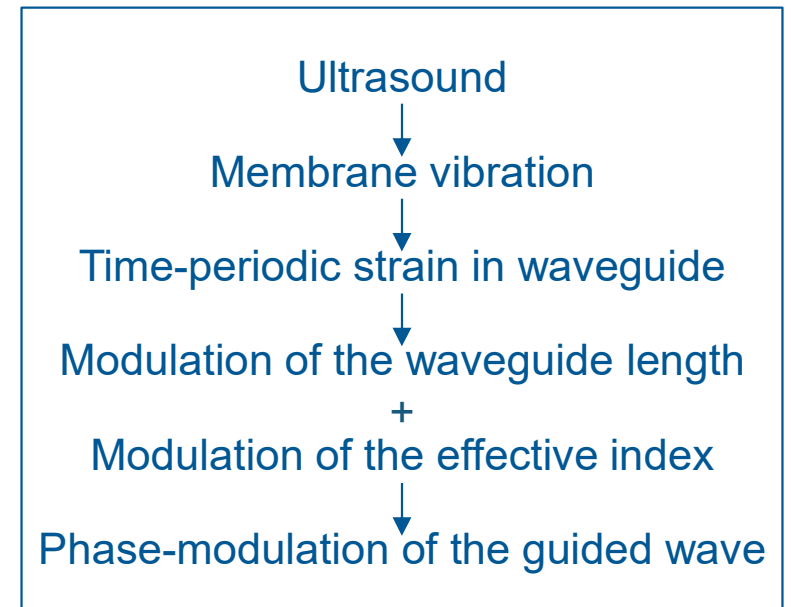 Ultrasound
Membrane vibration
Time-periodic strain in waveguide
Modulation of the waveguide length
+
Modulation of the effective index
Phase-modulation of the guided wave